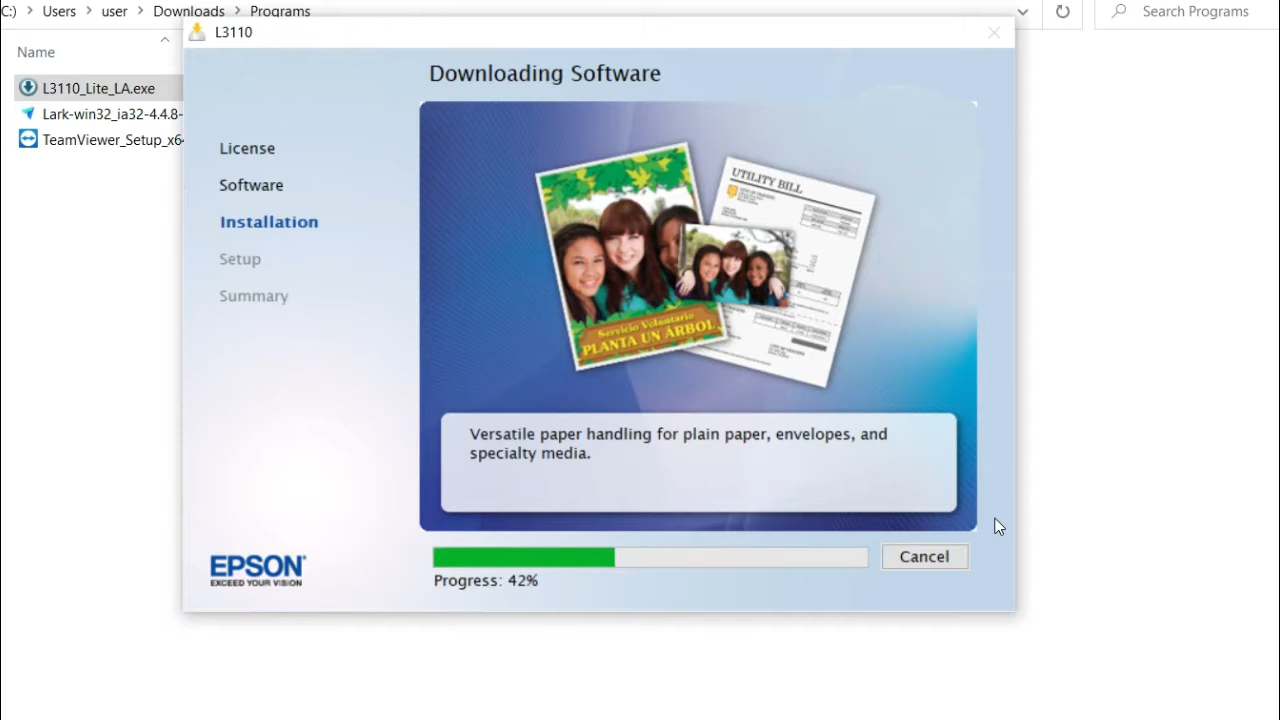 C:) > Users > user > Downloads > Programs
Search Programs
Name
L3110_Lite_LA.exe
Lark-win32_ia32-4.4.8-
TeamViewer_Setup_x64
L3110
Downloading Software
License
Software
Installation
Setup
Summary
Servicio Voluntario
PLANTA UN ÁRBOL
UTILITY BILL
Versatile paper handling for plain paper, envelopes, and
specialty media.
EPSON
EXCEED YOUR VISION
Cancel
Progress: 42%